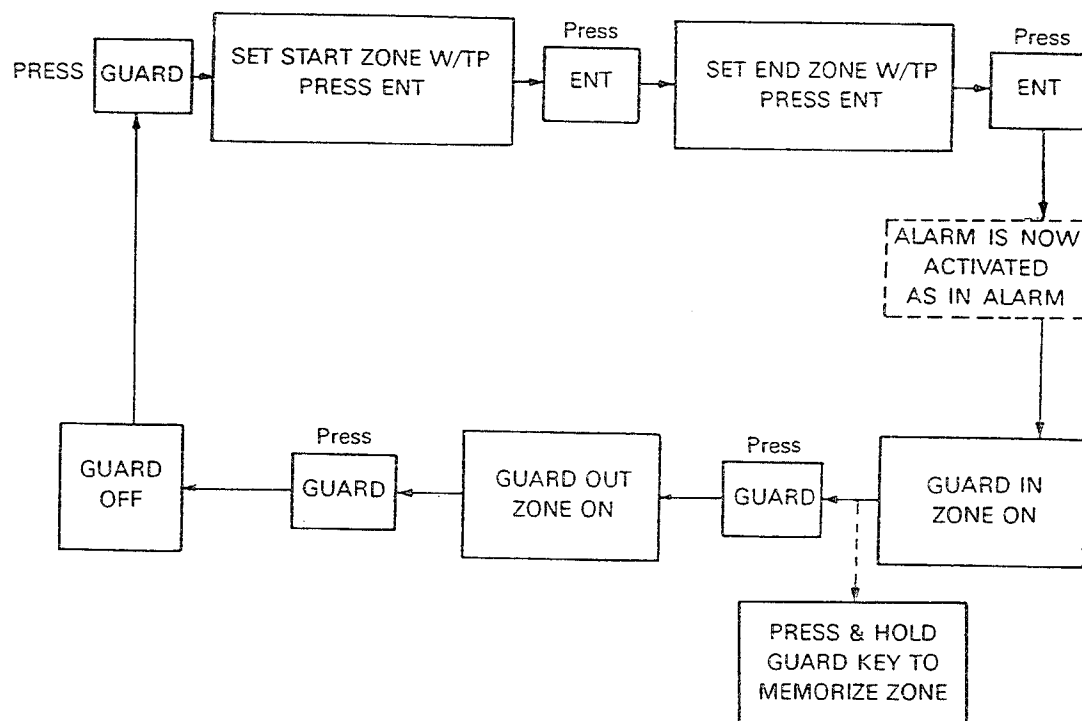 PRESS
GUARD
SET START ZONE W/TP
PRESS ENT
Press
ENT
SET END ZONE W/TP
PRESS ENT
Press
ENT
ALARM IS NOW
ACTIVATED
AS IN ALARM
GUARD IN
ZONE ON
Press
GUARD
PRESS & HOLD
GUARD KEY TO
MEMORIZE ZONE
GUARD OUT
ZONE ON
Press
GUARD
GUARD
OFF